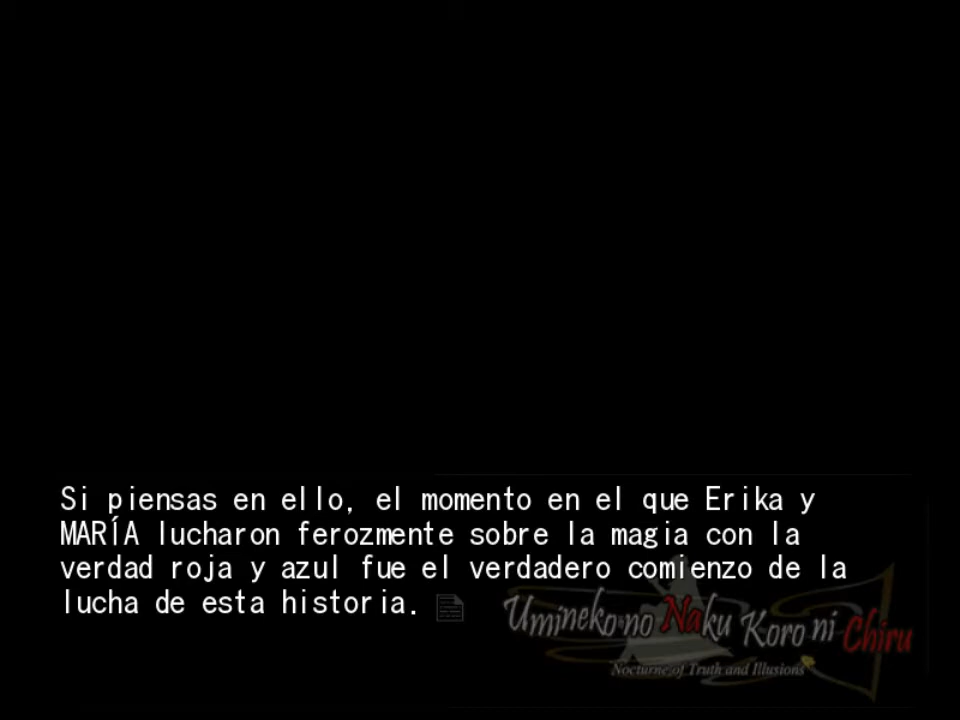 Si piensas en ello, el momento en el que Erika y
MARÍA lucharon ferozmente sobre la magia con la
verdad roja y azul fue el verdadero comienzo de la
lucha de esta historia.
Umineko no Naku Koro ni Chiru
Nocturne of Truth and Illusions